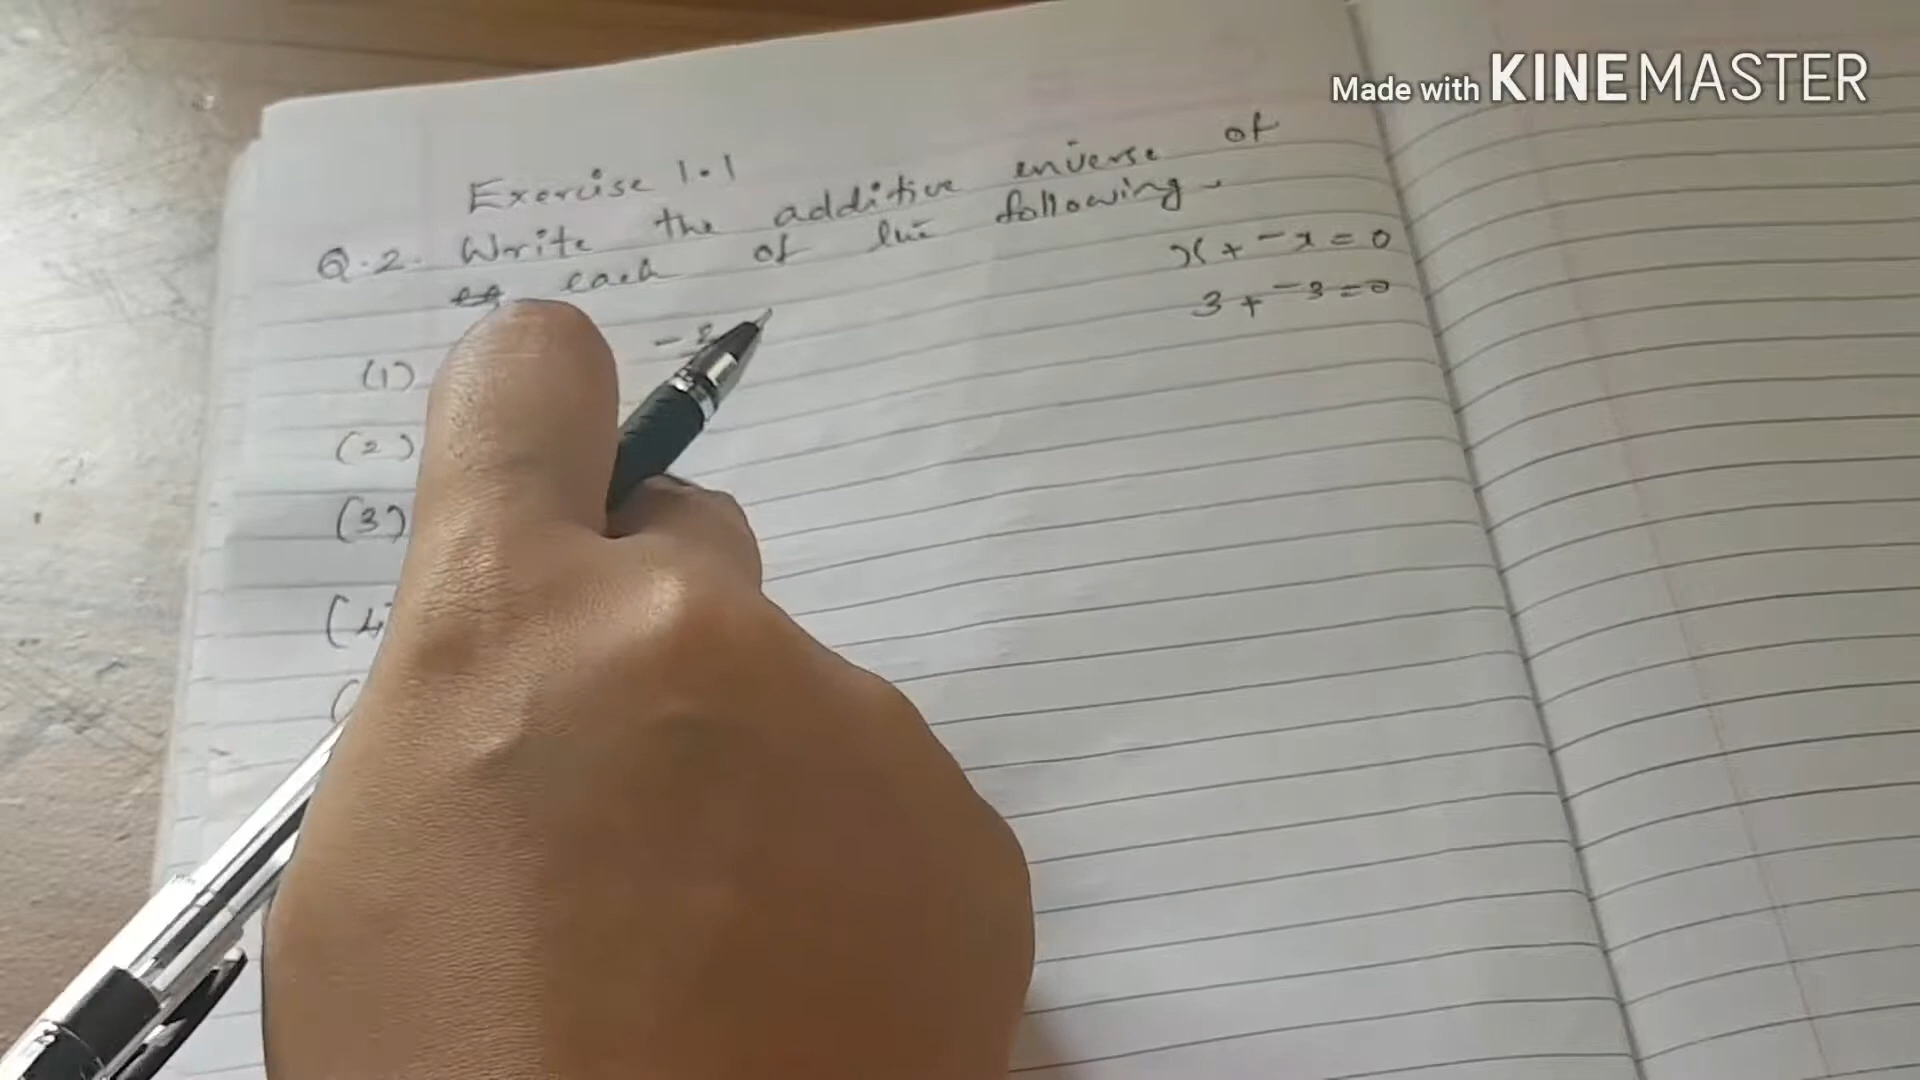 Made with KINEMASTER
Exercise 1.1
Q.2. Write the additive inverse of
each of the following.
x + -x = 0
3 + -3 = 0
(1)
(2)
(3)
(4)